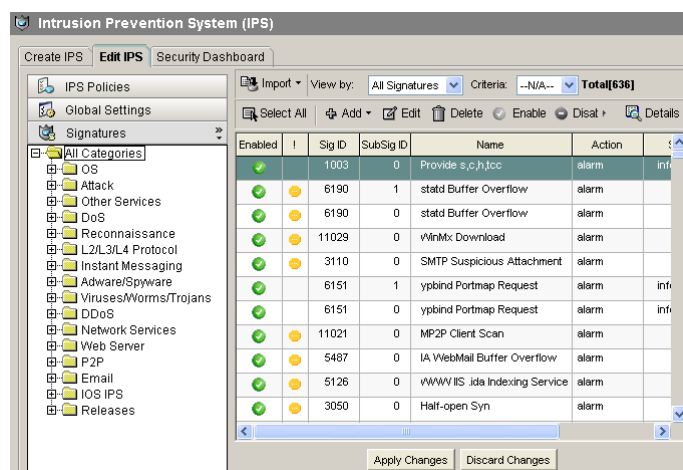 Intrusion Prevention System (IPS)
Create IPS Edit IPS Security Dashboard
IPS Policies
Global Settings
Signatures
All Categories
OS
Attack
Other Services
DoS
Reconnaissance
L2/L3/L4 Protocol
Instant Messaging
Adware/Spyware
Viruses/Worms/Trojans
DDoS
Network Services
Web Server
P2P
Email
IOS IPS
Releases
Import View by: All Signatures Criteria: --N/A-- Total[636]
Select All Add Edit Delete Enable Disat Details
Enabled ! Sig ID SubSig ID Name Action
1003 0 Provide s,c,h,tcc alarm info
6190 1 statd Buffer Overflow alarm
6190 0 statd Buffer Overflow alarm
11029 0 WinMx Download alarm
3110 0 SMTP Suspicious Attachment alarm
6151 1 ypbind Portmap Request alarm info
6151 0 ypbind Portmap Request alarm info
11021 0 MP2P Client Scan alarm
5487 0 IA WebMail Buffer Overflow alarm
5126 0 WWW IIS .ida Indexing Service alarm
3050 0 Half-open Syn alarm
Apply Changes Discard Changes